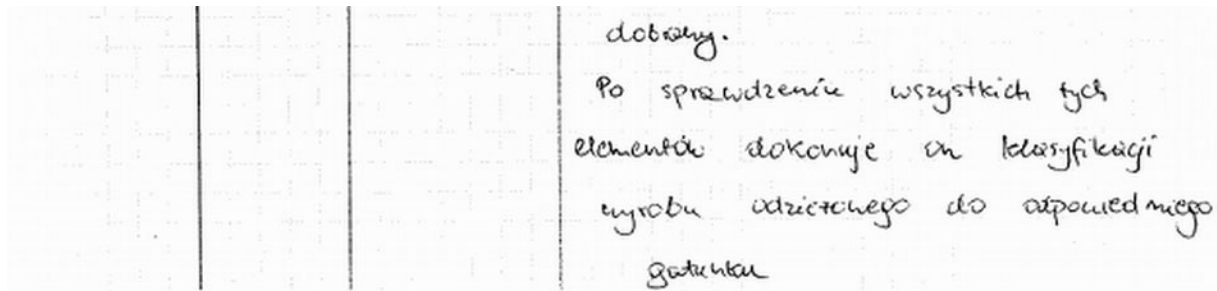 dobrany.
Po sprawdzeniu wszystkich tych
elementów dokonuje on klasyfikacji
wyrobu odzieżowego do odpowiedniego
gatunku